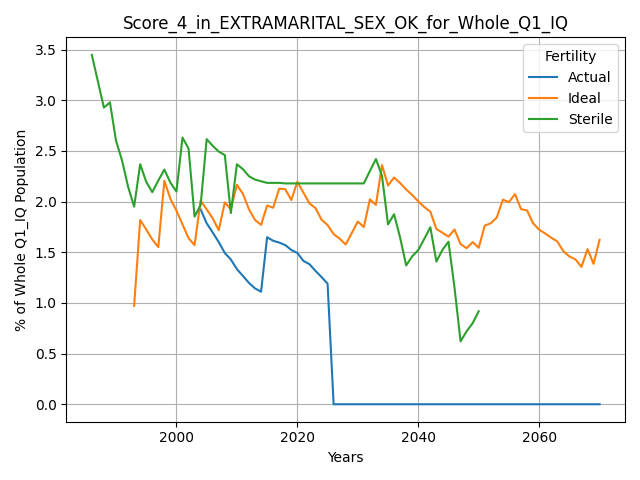 Score_4_in_EXTRAMARITAL_SEX_OK_for_Whole_Q1_IQ
Fertility
Actual
Ideal
Sterile
% of Whole Q1_IQ Population
3.5
3.0
2.5
2.0
1.5
1.0
0.5
0.0
2000 2020 2040 2060
Years